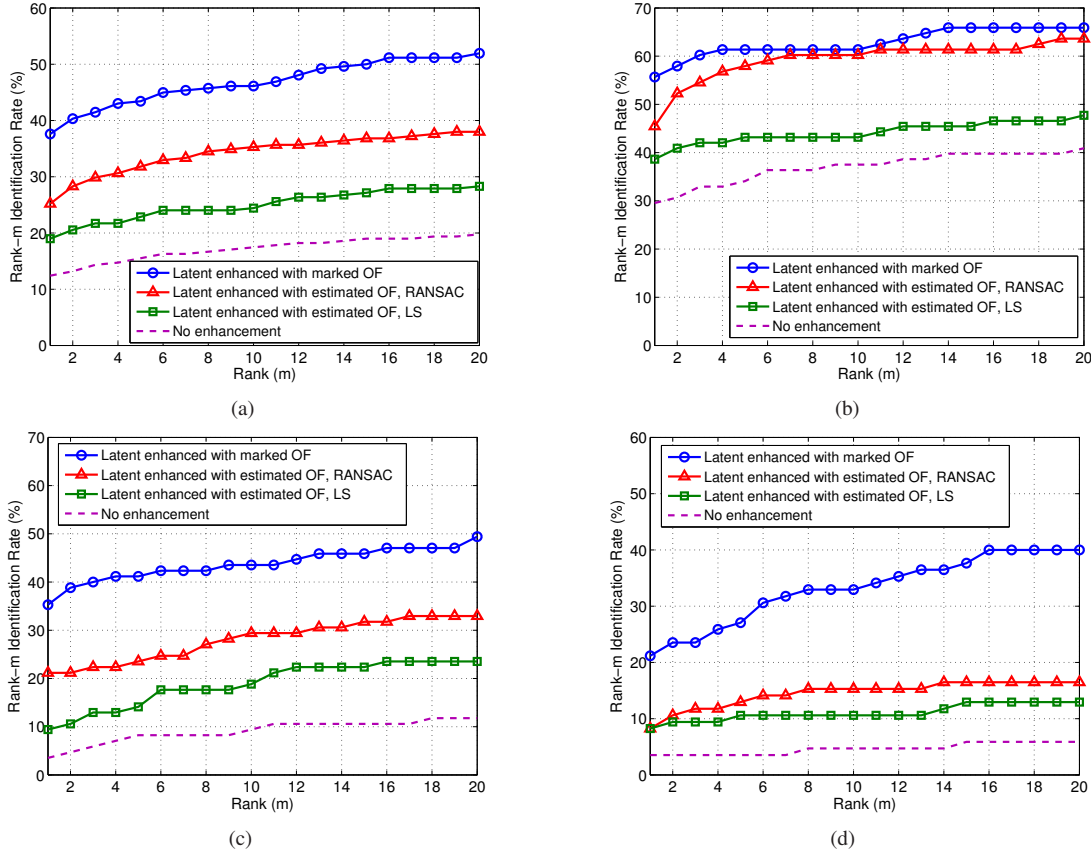 60
50
40
30
20
10
0
2 4 6 8 10 12 14 16 18 20
Rank (m)
Rank−m Identification Rate (%)
Latent enhanced with marked OF
Latent enhanced with estimated OF, RANSAC
Latent enhanced with estimated OF, LS
No enhancement
(a)
70
60
50
40
30
20
10
0
2 4 6 8 10 12 14 16 18 20
Rank (m)
Rank−m Identification Rate (%)
Latent enhanced with marked OF
Latent enhanced with estimated OF, RANSAC
Latent enhanced with estimated OF, LS
No enhancement
(b)
70
60
50
40
30
20
10
0
2 4 6 8 10 12 14 16 18 20
Rank (m)
Rank−m Identification Rate (%)
Latent enhanced with marked OF
Latent enhanced with estimated OF, RANSAC
Latent enhanced with estimated OF, LS
No enhancement
(c)
60
50
40
30
20
10
0
2 4 6 8 10 12 14 16 18 20
Rank (m)
Rank−m Identification Rate (%)
Latent enhanced with marked OF
Latent enhanced with estimated OF, RANSAC
Latent enhanced with estimated OF, LS
No enhancement
(d)